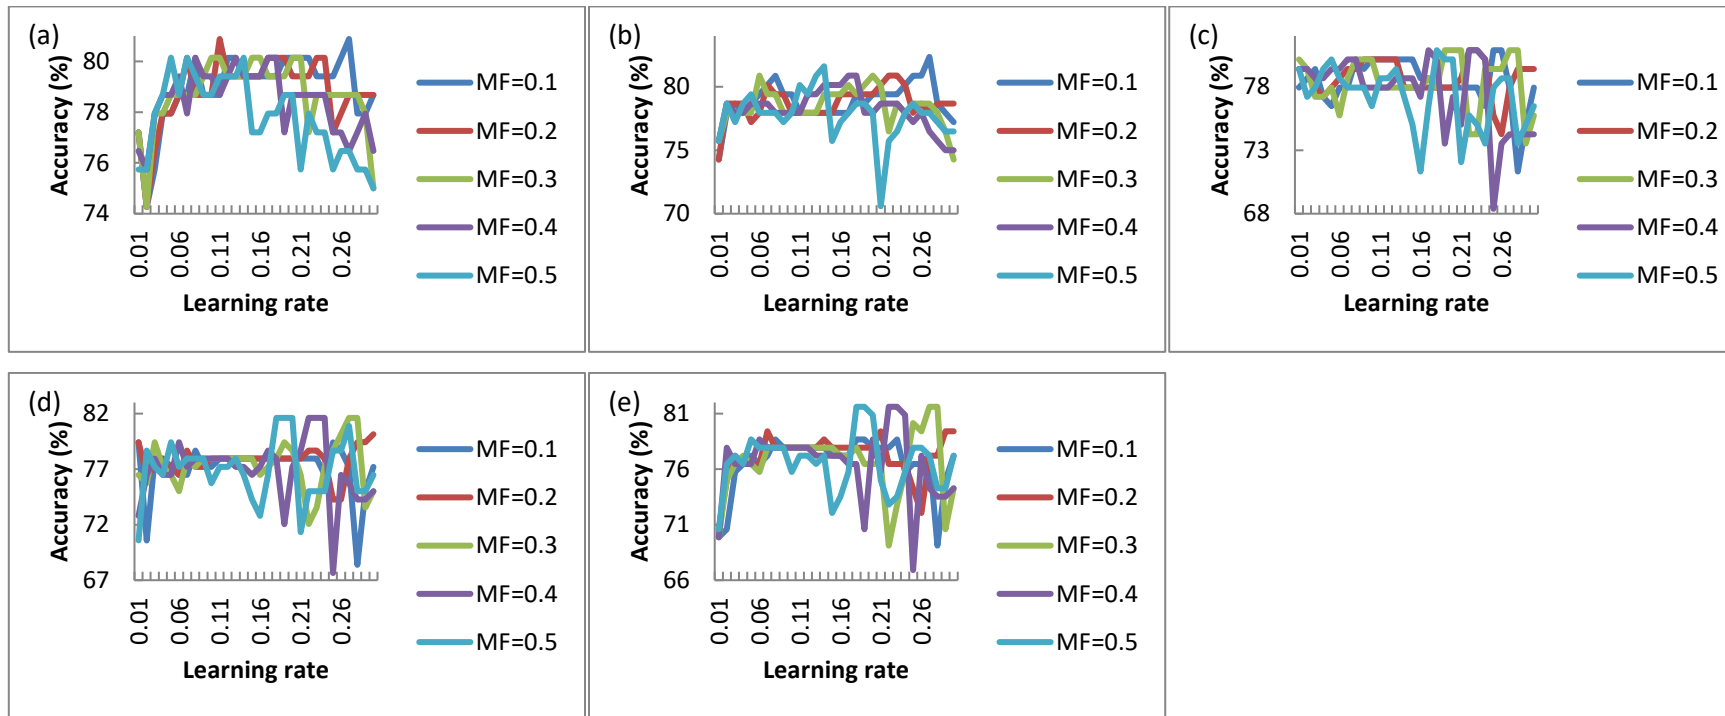 (a)
Accuracy (%)
80
78
76
74
0.01
0.06
0.11
0.16
0.21
0.26
Learning rate
MF=0.1
MF=0.2
MF=0.3
MF=0.4
MF=0.5
(b)
Accuracy (%)
80
75
70
0.01
0.06
0.11
0.16
0.21
0.26
Learning rate
MF=0.1
MF=0.2
MF=0.3
MF=0.4
MF=0.5
(c)
Accuracy (%)
78
73
68
0.01
0.06
0.11
0.16
0.21
0.26
Learning rate
MF=0.1
MF=0.2
MF=0.3
MF=0.4
MF=0.5
(d)
Accuracy (%)
82
77
72
67
0.01
0.06
0.11
0.16
0.21
0.26
Learning rate
MF=0.1
MF=0.2
MF=0.3
MF=0.4
MF=0.5
(e)
Accuracy (%)
81
76
71
66
0.01
0.06
0.11
0.16
0.21
0.26
Learning rate
MF=0.1
MF=0.2
MF=0.3
MF=0.4
MF=0.5